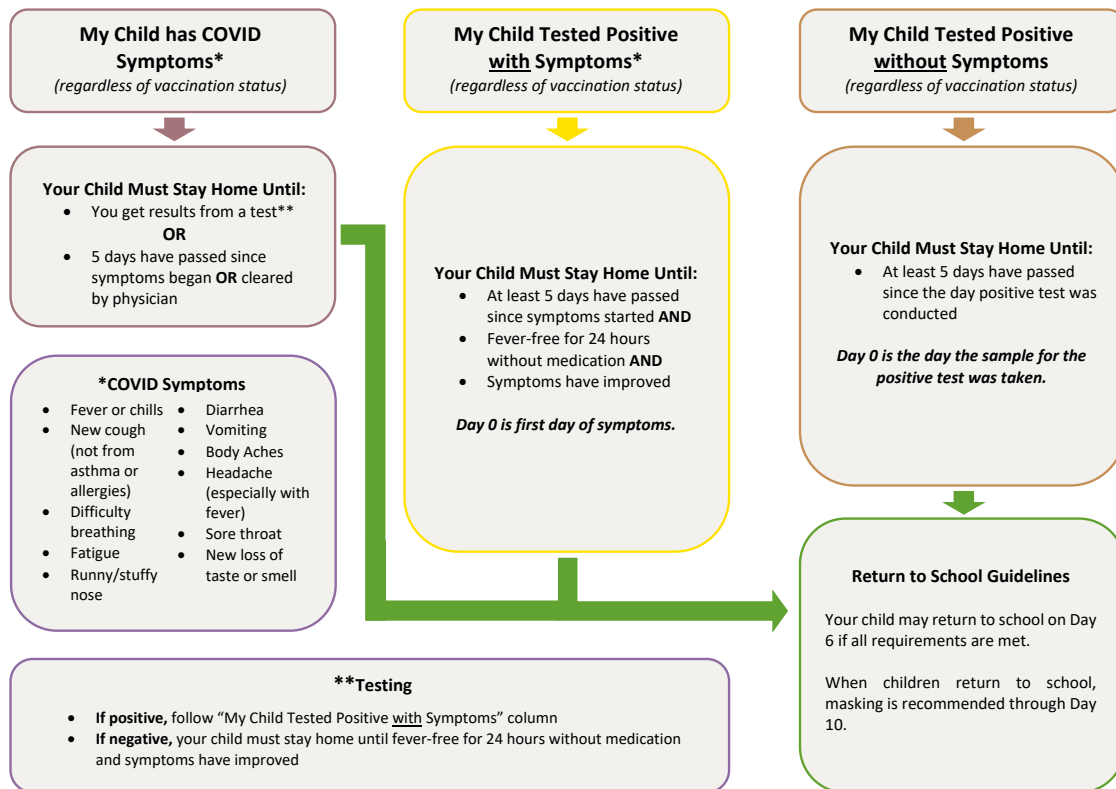 My Child has COVID
Symptoms*
(regardless of vaccination status)
Your Child Must Stay Home Until:
• You get results from a test**
OR
• 5 days have passed since
symptoms began OR cleared
by physician
*COVID Symptoms
• Fever or chills
• New cough
(not from
asthma or
allergies)
• Difficulty
breathing
• Fatigue
• Runny/stuffy
nose
• Diarrhea
• Vomiting
• Body Aches
• Headache
(especially with
fever)
• Sore throat
• New loss of
taste or smell
My Child Tested Positive
with Symptoms*
(regardless of vaccination status)
Your Child Must Stay Home Until:
• At least 5 days have passed
since symptoms started AND
• Fever-free for 24 hours
without medication AND
• Symptoms have improved
Day 0 is first day of symptoms.
My Child Tested Positive
without Symptoms
(regardless of vaccination status)
Your Child Must Stay Home Until:
• At least 5 days have passed
since the day positive test was
conducted
Day 0 is the day the sample for the
positive test was taken.
Return to School Guidelines
Your child may return to school on Day
6 if all requirements are met.
When children return to school,
masking is recommended through Day
10.
**Testing
• If positive, follow “My Child Tested Positive with Symptoms” column
• If negative, your child must stay home until fever-free for 24 hours without medication
and symptoms have improved